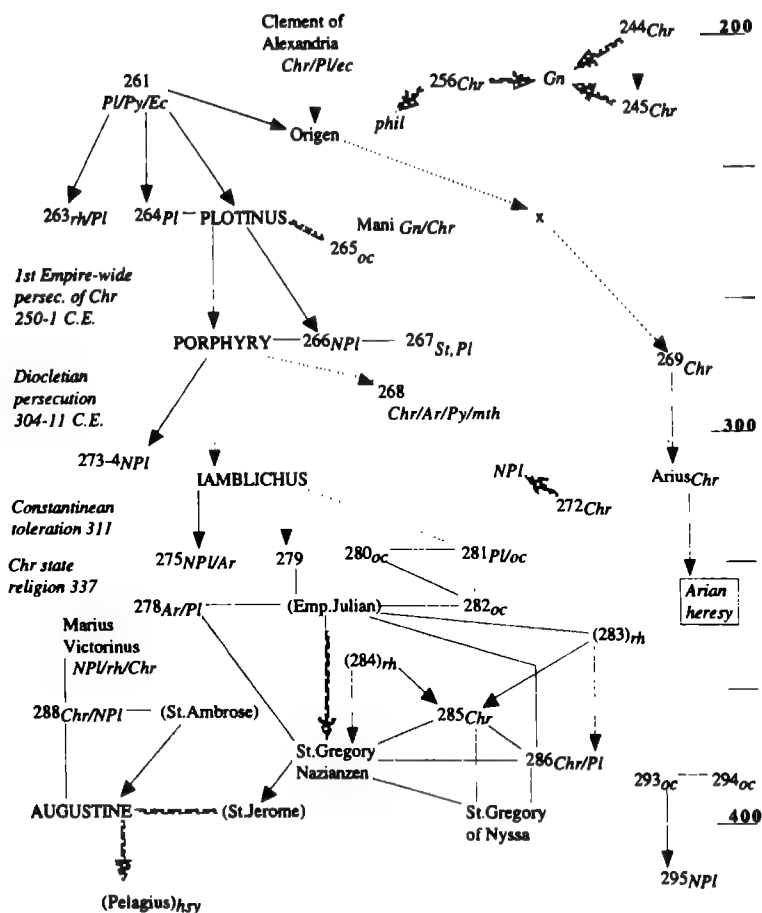 Clement of
Alexandria
Chr/Pl/ec
244Chr
200
261
Pl/Py/Ec
256Chr
Gn
245Chr
phil
Origen
263rh/Pl
264Pl
PLOTINUS
Mani Gn/Chr
265oc
x
1st Empire-wide
persec. of Chr
250-1 C.E.
PORPHYRY
266NPl
267St,Pl
269Chr
Diocletian
persecution
304-11 C.E.
268
Chr/Ar/Py/mth
300
273-4NPl
IAMBLICHUS
NPl
272Chr
AriusChr
Constantinean
toleration 311
Chr state
religion 337
275NPl/Ar
279
280oc
281Pl/oc
278Ar/Pl
(Emp.Julian)
282oc
Arian
heresy
Marius
Victorinus
NPl/rh/Chr
(283)rh
(284)rh
288Chr/NPl
(St.Ambrose)
285Chr
St.Gregory
Nazianzen
286Chr/Pl
293oc
294oc
AUGUSTINE
(St.Jerome)
St.Gregory
of Nyssa
400
295NPl
(Pelagius)hsy